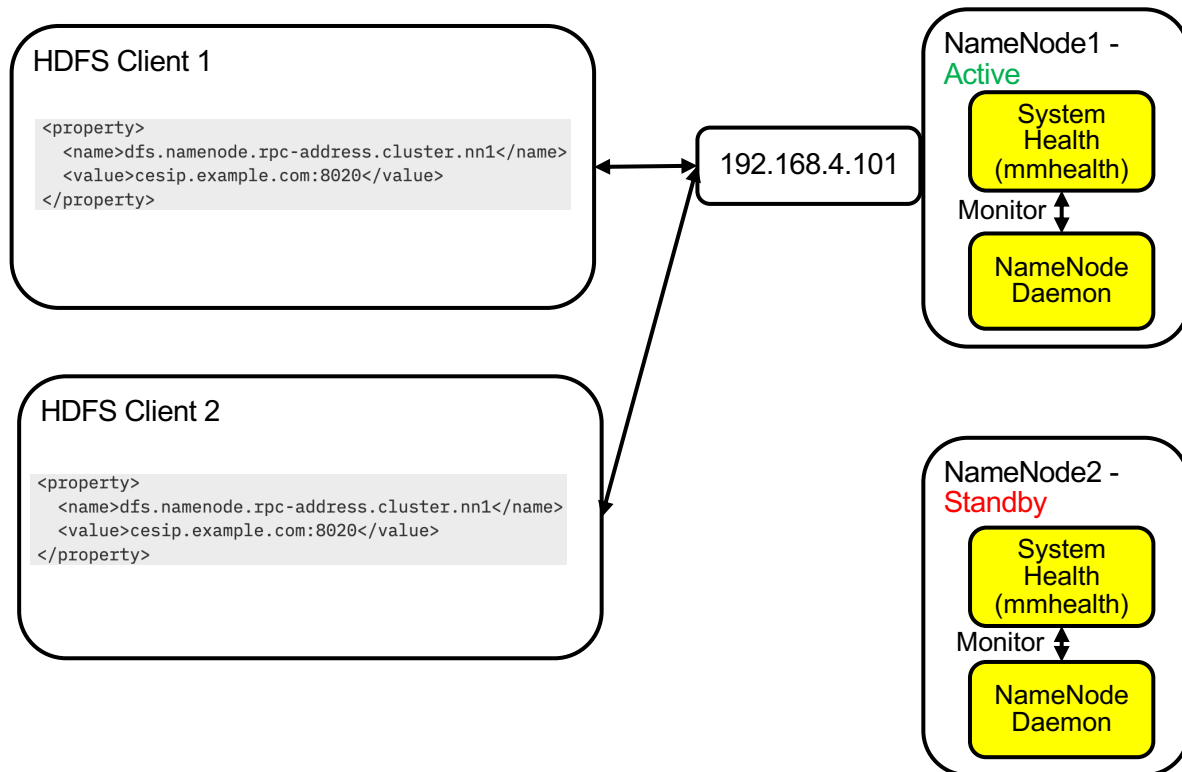 HDFS Client 1
<property>
<name>dfs.namenode.rpc-address.cluster.nn1</name>
<value>cesip.example.com:8020</value>
</property>
192.168.4.101
NameNode1 -
Active
System
Health
(mmhealth)
Monitor
NameNode
Daemon
HDFS Client 2
<property>
<name>dfs.namenode.rpc-address.cluster.nn1</name>
<value>cesip.example.com:8020</value>
</property>
NameNode2 -
Standby
System
Health
(mmhealth)
Monitor
NameNode
Daemon